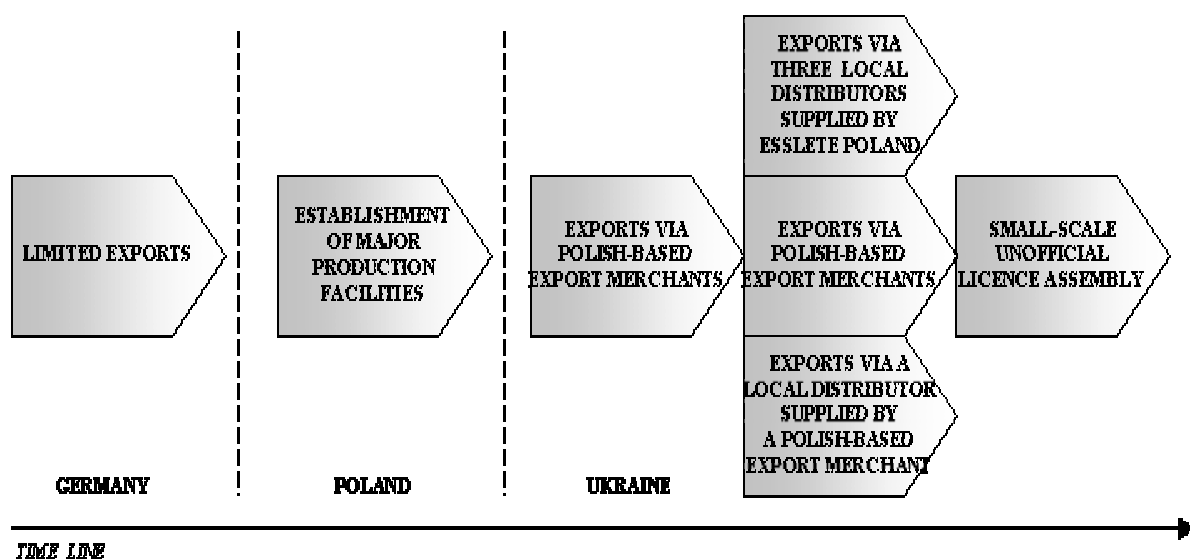 LIMITED EXPORTS
ESTABLISHMENT
OF MAJOR
PRODUCTION
FACILITIES
EXPORTS VIA
POLISH-BASED
EXPORT MERCHANTS
EXPORTS VIA
THREE LOCAL
DISTRIBUTORS
SUPPLIED BY
ESSLETE POLAND
EXPORTS VIA
POLISH-BASED
EXPORT MERCHANTS
EXPORTS VIA A
LOCAL DISTRIBUTOR
SUPPLIED BY
A POLISH-BASED
EXPORT MERCHANT
SMALL-SCALE
UNOFFICIAL
LICENCE ASSEMBLY
GERMANY
POLAND
UKRAINE
TIME LINE